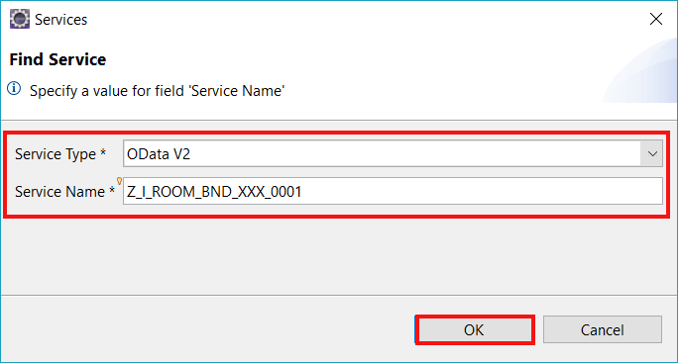 Services
Find Service
Specify a value for field 'Service Name'
Service Type * OData V2
Service Name * Z_I_ROOM_BND_XXX_0001
OK Cancel